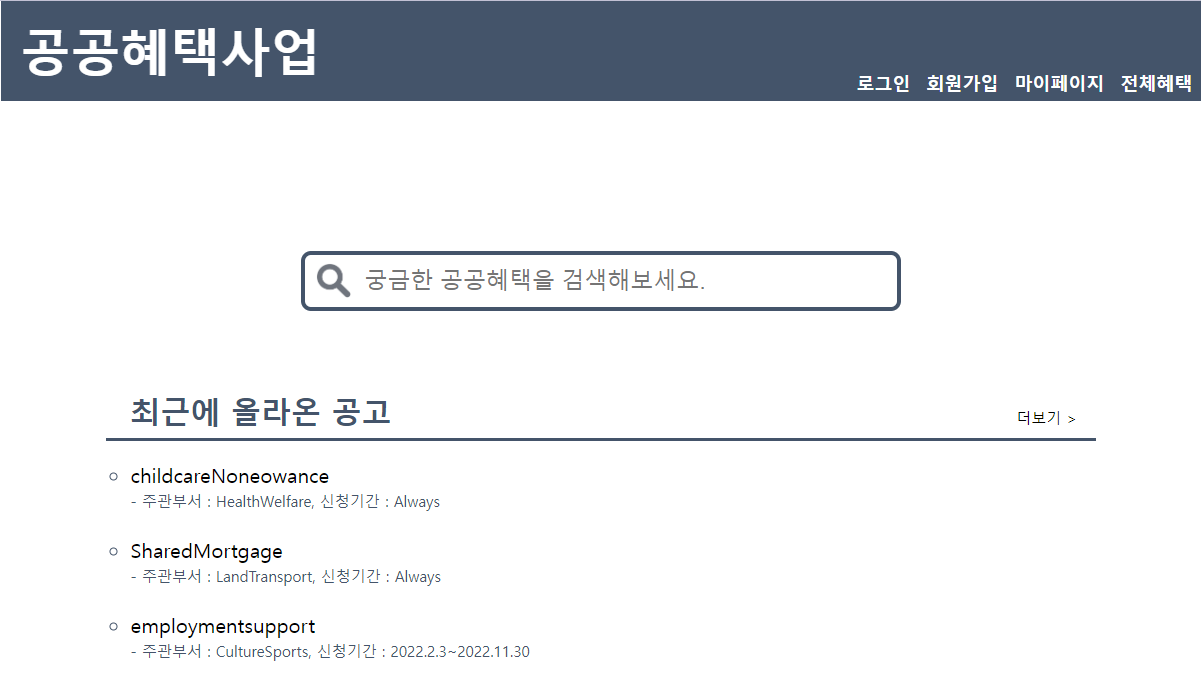 공공혜택사업
로그인 회원가입 마이페이지 전체혜택
궁금한 공공혜택을 검색해보세요.
최근에 올라온 공고
더보기 >
childcareNoneowance
- 주관부서 : HealthWelfare, 신청기간 : Always
SharedMortgage
- 주관부서 : LandTransport, 신청기간 : Always
employmentsupport
- 주관부서 : CultureSports, 신청기간 : 2022.2.3~2022.11.30